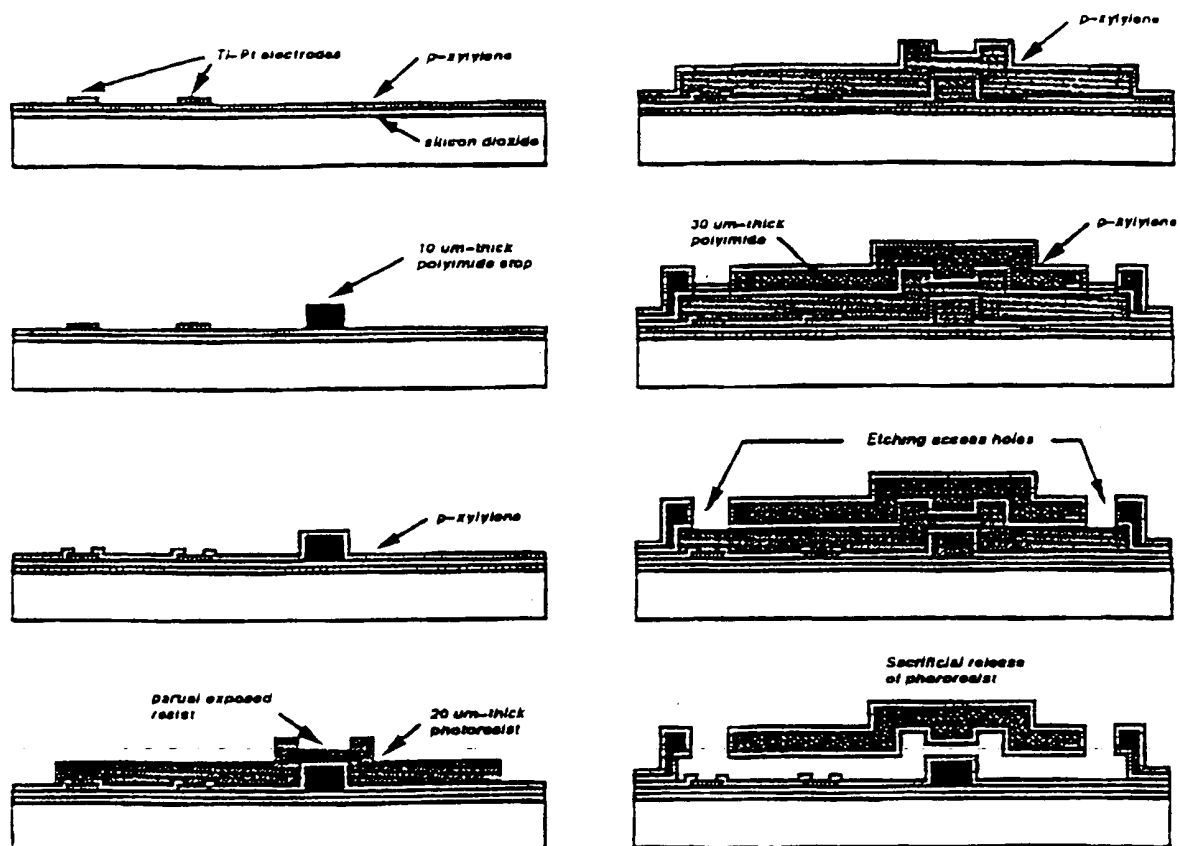 Ti-Pt electrodes
p-xylylene
silicon dioxide
10 um-thick
polyimide stop
p-xylylene
partial exposed
resist
20 um-thick
photoresist
p-xylylene
30 um-thick
polyimide
p-xylylene
Etching access holes
Sacrificial release
of photoresist